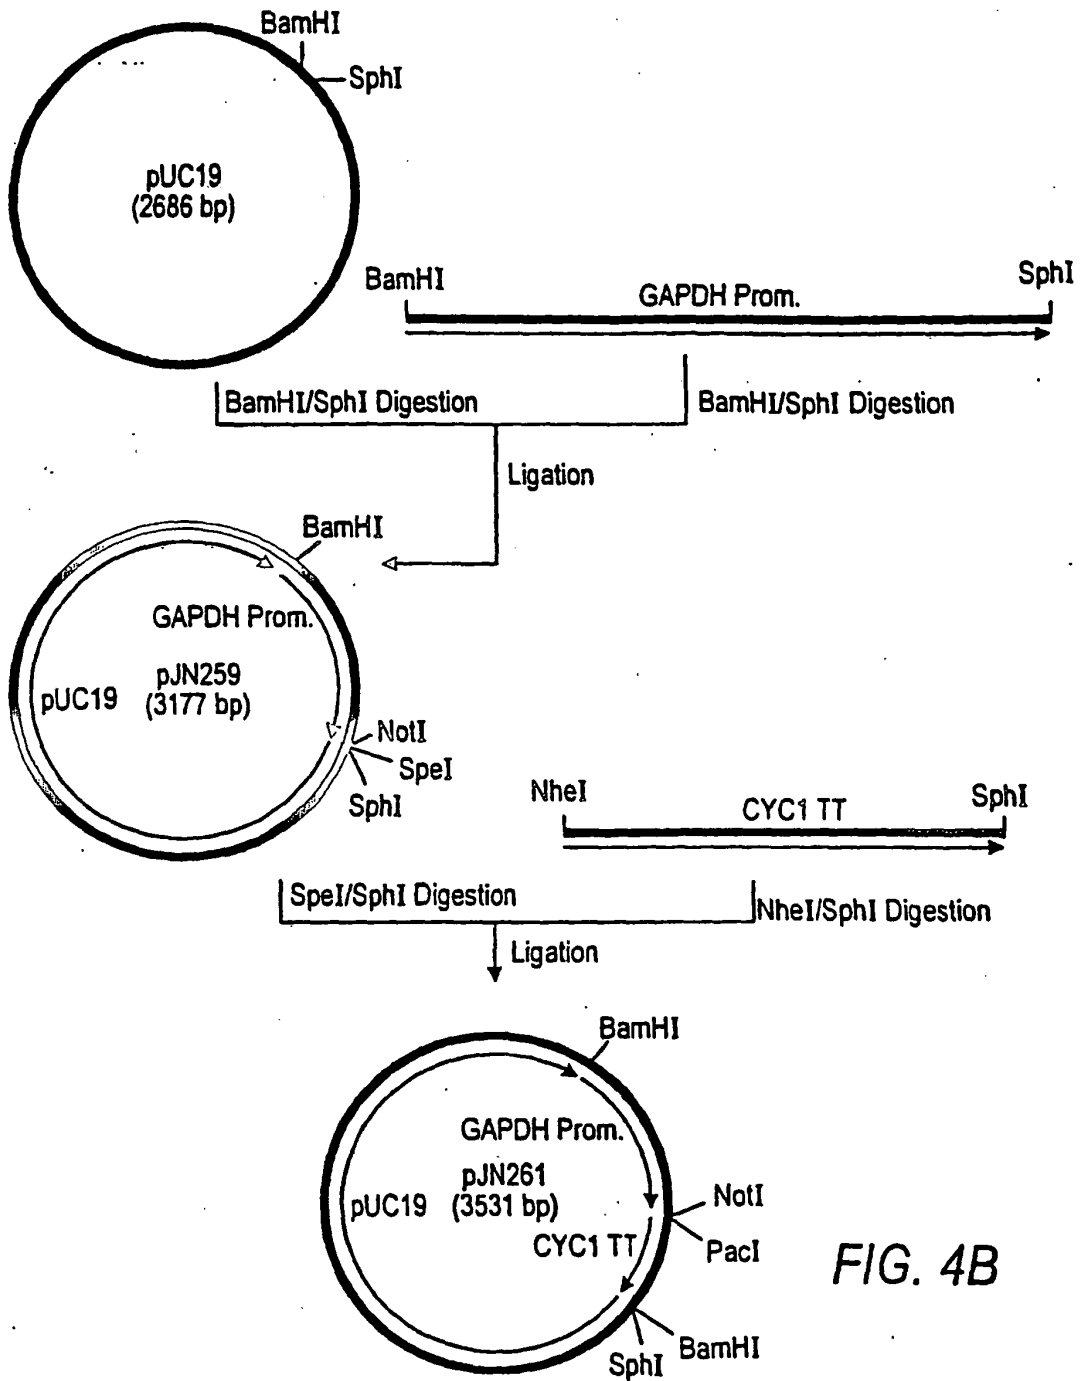 BamHI
SphI
pUC19
(2686 bp)
BamHI
GAPDH Prom.
SphI
BamHI/SphI Digestion
BamHI/SphI Digestion
Ligation
BamHI
GAPDH Prom.
pJN259
pUC19 (3177 bp)
NotI
SpeI
SphI
NheI
CYC1 TT
SphI
SpeI/SphI Digestion
NheI/SphI Digestion
Ligation
BamHI
GAPDH Prom.
pJN261
pUC19 (3531 bp)
NotI
CYC1 TT
PacI
FIG. 4B
BamHI
SphI